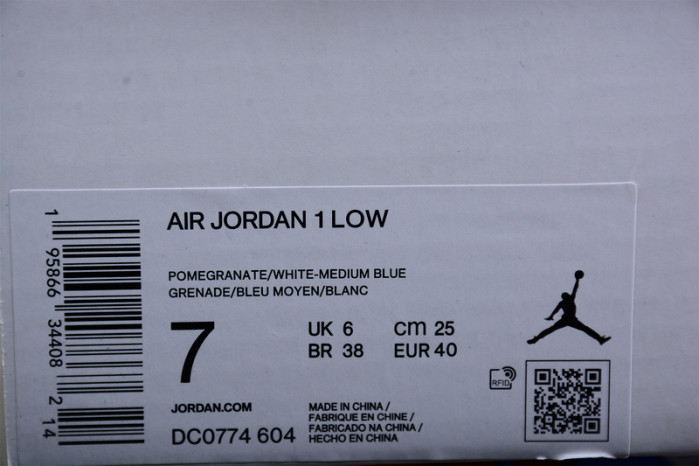 AIR JORDAN 1 LOW
POMEGRANATE/WHITE-MEDIUM BLUE
GRENADE/BLEU MOYEN/BLANC
7
UK 6 cm 25
BR 38 EUR 40
RFID
JORDAN.COM
DC0774 604
MADE IN CHINA /
FABRIQUE EN CHINE /
FABRICADO NA CHINA /
HECHO EN CHINA
1 95866 34408 2 14